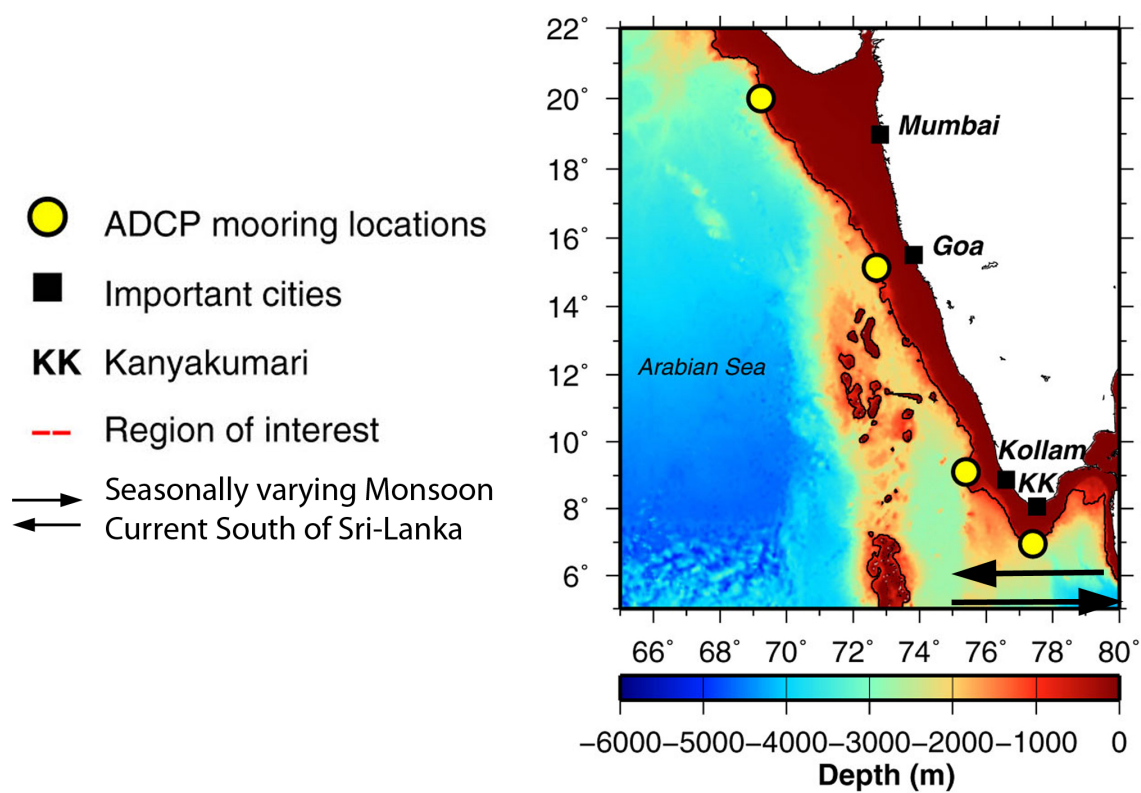 ADCP mooring locations
Important cities
KK Kanyakumari
Region of interest
Seasonally varying Monsoon
Current South of Sri-Lanka
22°
20°
18°
16°
14°
12°
10°
8°
6°
Mumbai
Goa
Arabian Sea
Kollam
KK
66° 68° 70° 72° 74° 76° 78° 80°
−6000 −5000 −4000 −3000 −2000 −1000 0
Depth (m)